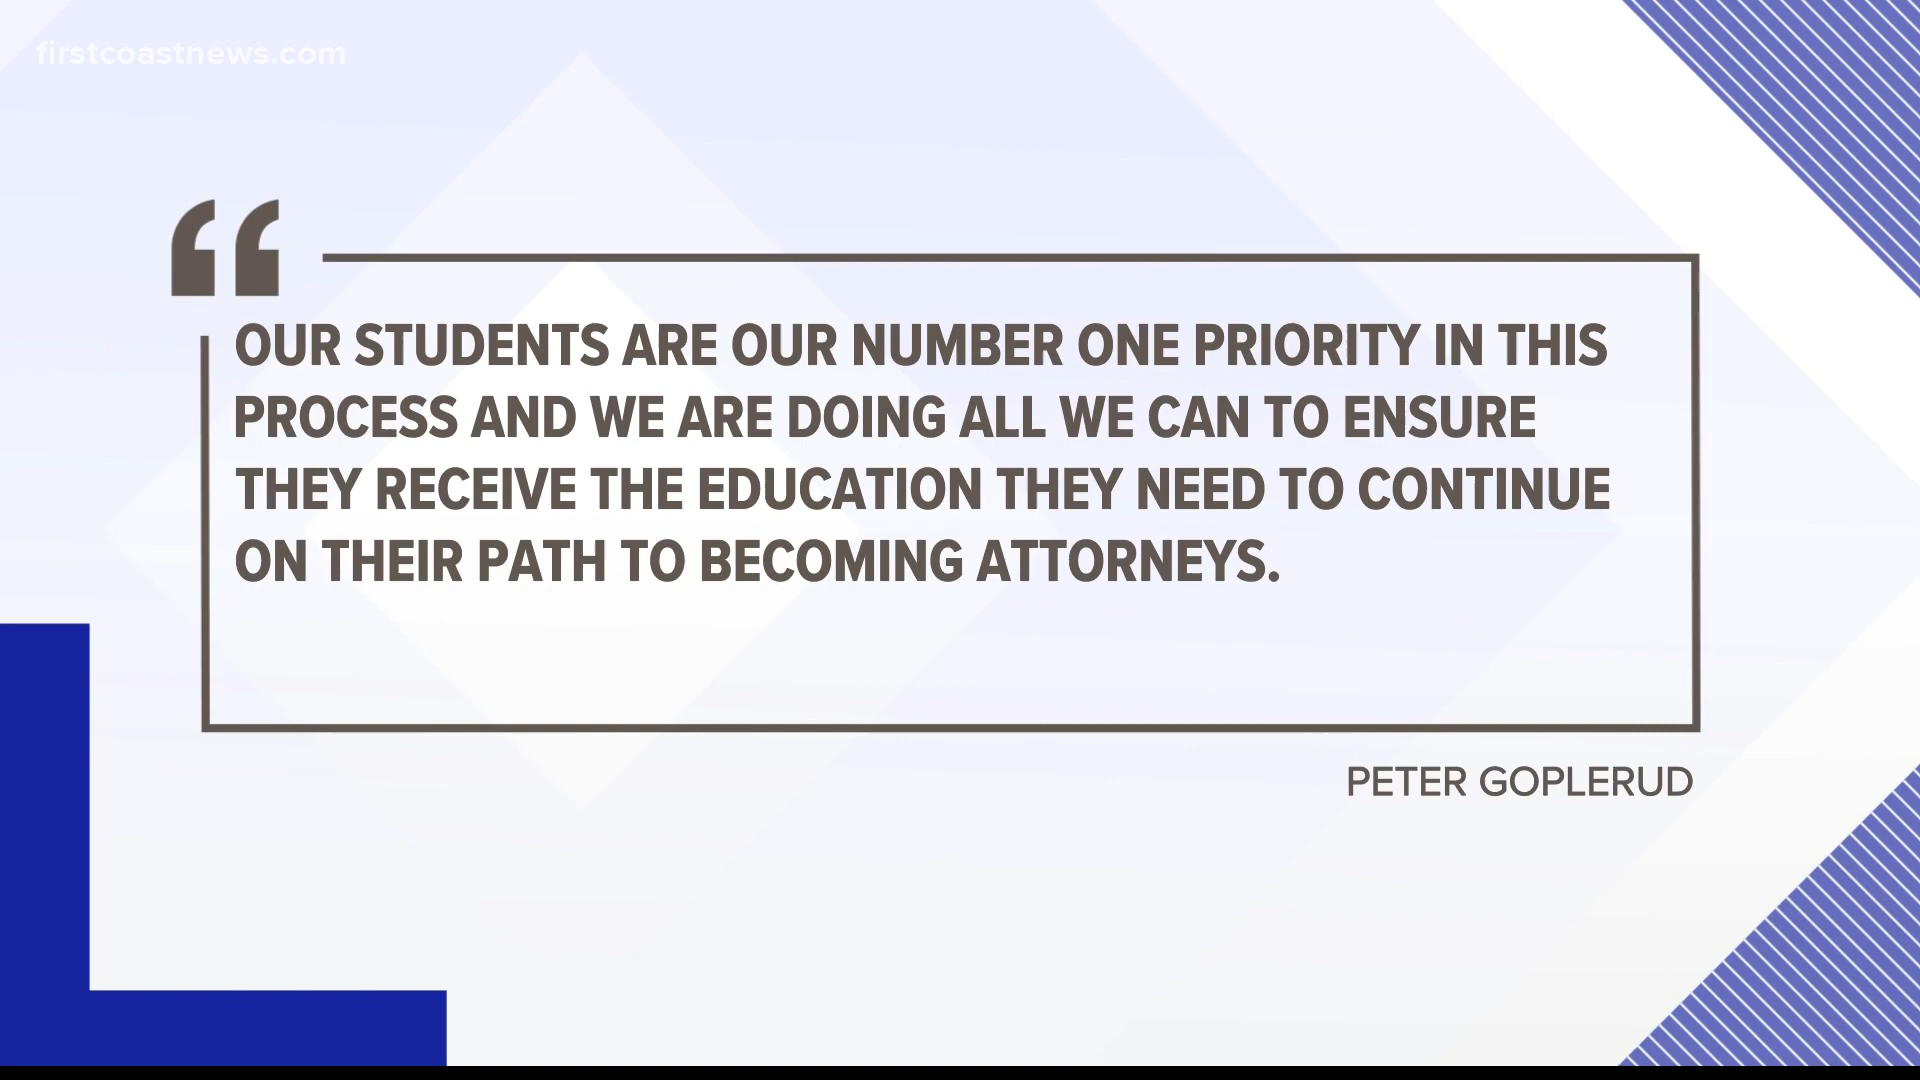 firstcoastnews.com
“
OUR STUDENTS ARE OUR NUMBER ONE PRIORITY IN THIS
PROCESS AND WE ARE DOING ALL WE CAN TO ENSURE
THEY RECEIVE THE EDUCATION THEY NEED TO CONTINUE
ON THEIR PATH TO BECOMING ATTORNEYS.
PETER GOPLERUD